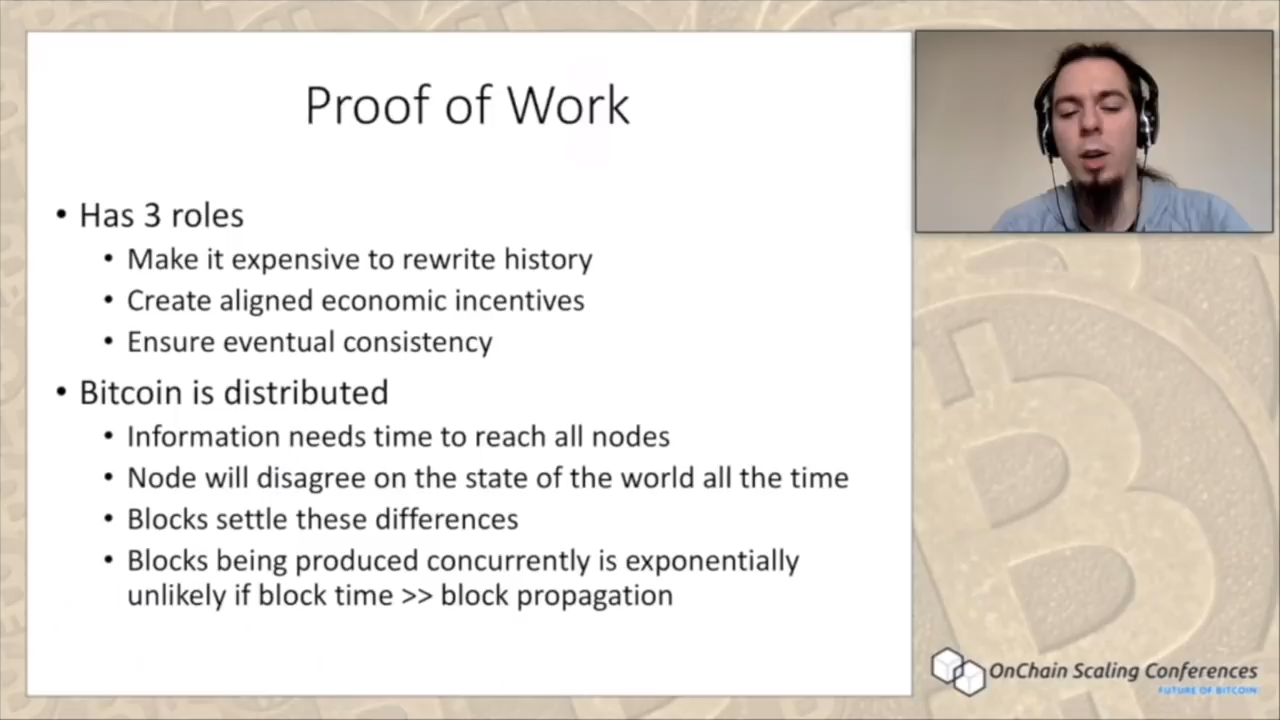 Proof of Work
• Has 3 roles
• Make it expensive to rewrite history
• Create aligned economic incentives
• Ensure eventual consistency
• Bitcoin is distributed
• Information needs time to reach all nodes
• Node will disagree on the state of the world all the time
• Blocks settle these differences
• Blocks being produced concurrently is exponentially
unlikely if block time >> block propagation
OnChain Scaling Conferences
FUTURE OF BITCOIN